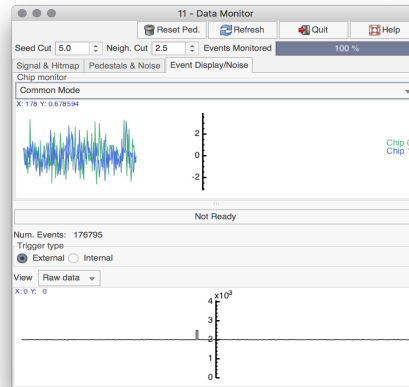 11 - Data Monitor
Reset Ped. Refresh Quit Help
Seed Cut 5.0 Neigh. Cut 2.5 Events Monitored 100 %
Signal & Hitmap Pedestals & Noise Event Display/Noise
Chip monitor
Common Mode
X: 178 Y: 0.678594
2
0
-2
Chip
Chip
Not Ready
Num. Events: 176795
Trigger type
External Internal
View Raw data
X: 0 Y: 0
x10³
4
3
2
1
0